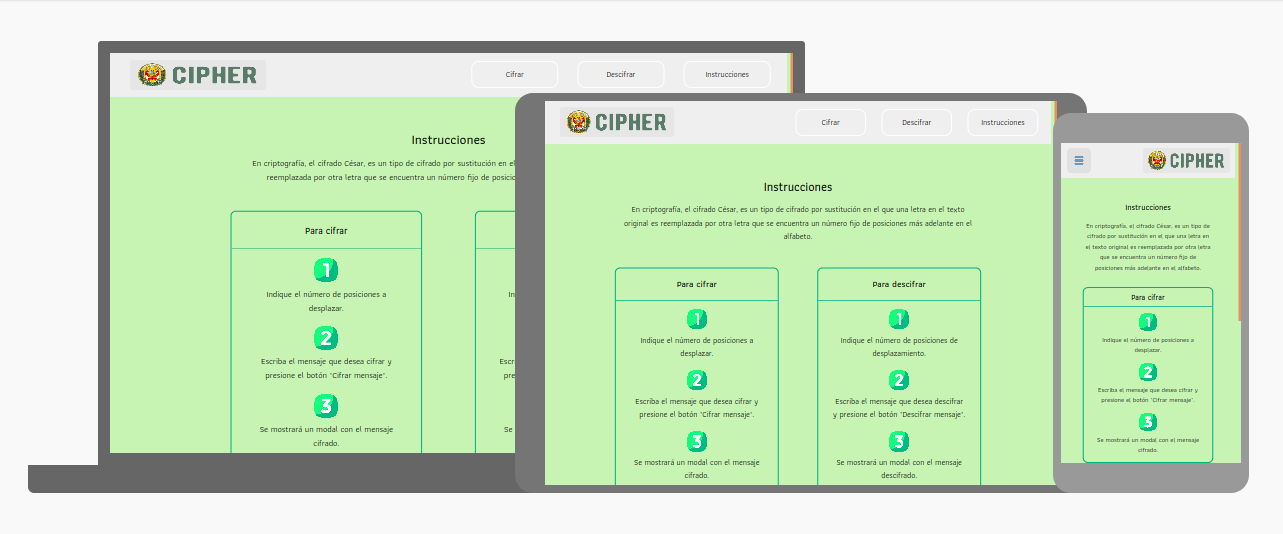 CIPHER
Cifrar
Descifrar
Instrucciones
Instrucciones
En criptografía, el cifrado César, es un tipo de cifrado por sustitución en el
reemplazada por otra letra que se encuentra un número fijo de
Para cifrar
1
Indique el número de posiciones a
desplazar.
2
Escriba el mensaje que desea cifrar y
presione el botón "Cifrar mensaje".
3
Se mostrará un modal con el mensaje
cifrado.
In
Escr
pre
Se
CIPHER
Cifrar
Descifrar
Instrucciones
Instrucciones
En criptografía, el cifrado César, es un tipo de cifrado por sustitución en el que una letra en el texto
original es reemplazada por otra letra que se encuentra un número fijo de posiciones más adelante en el
alfabeto.
Para cifrar
1
Indique el número de posiciones a
desplazar.
2
Escriba el mensaje que desea cifrar y
presione el botón "Cifrar mensaje".
3
Se mostrará un modal con el mensaje
cifrado.
Para descifrar
1
Indique el número de posiciones de
desplazamiento.
2
Escriba el mensaje que desea descifrar
y presione el botón "Descifrar mensaje".
3
Se mostrará un modal con el mensaje
descifrado.
CIPHER
Instrucciones
En criptografía, el cifrado César, es un tipo de
cifrado por sustitución en el que una letra en
el texto original es reemplazada por otra letra
que se encuentra un número fijo de
posiciones más adelante en el alfabeto.
Para cifrar
1
Indique el número de posiciones a
desplazar.
2
Escriba el mensaje que desea cifrar y
presione el botón "Cifrar mensaje".
3
Se mostrará un modal con el mensaje
cifrado.